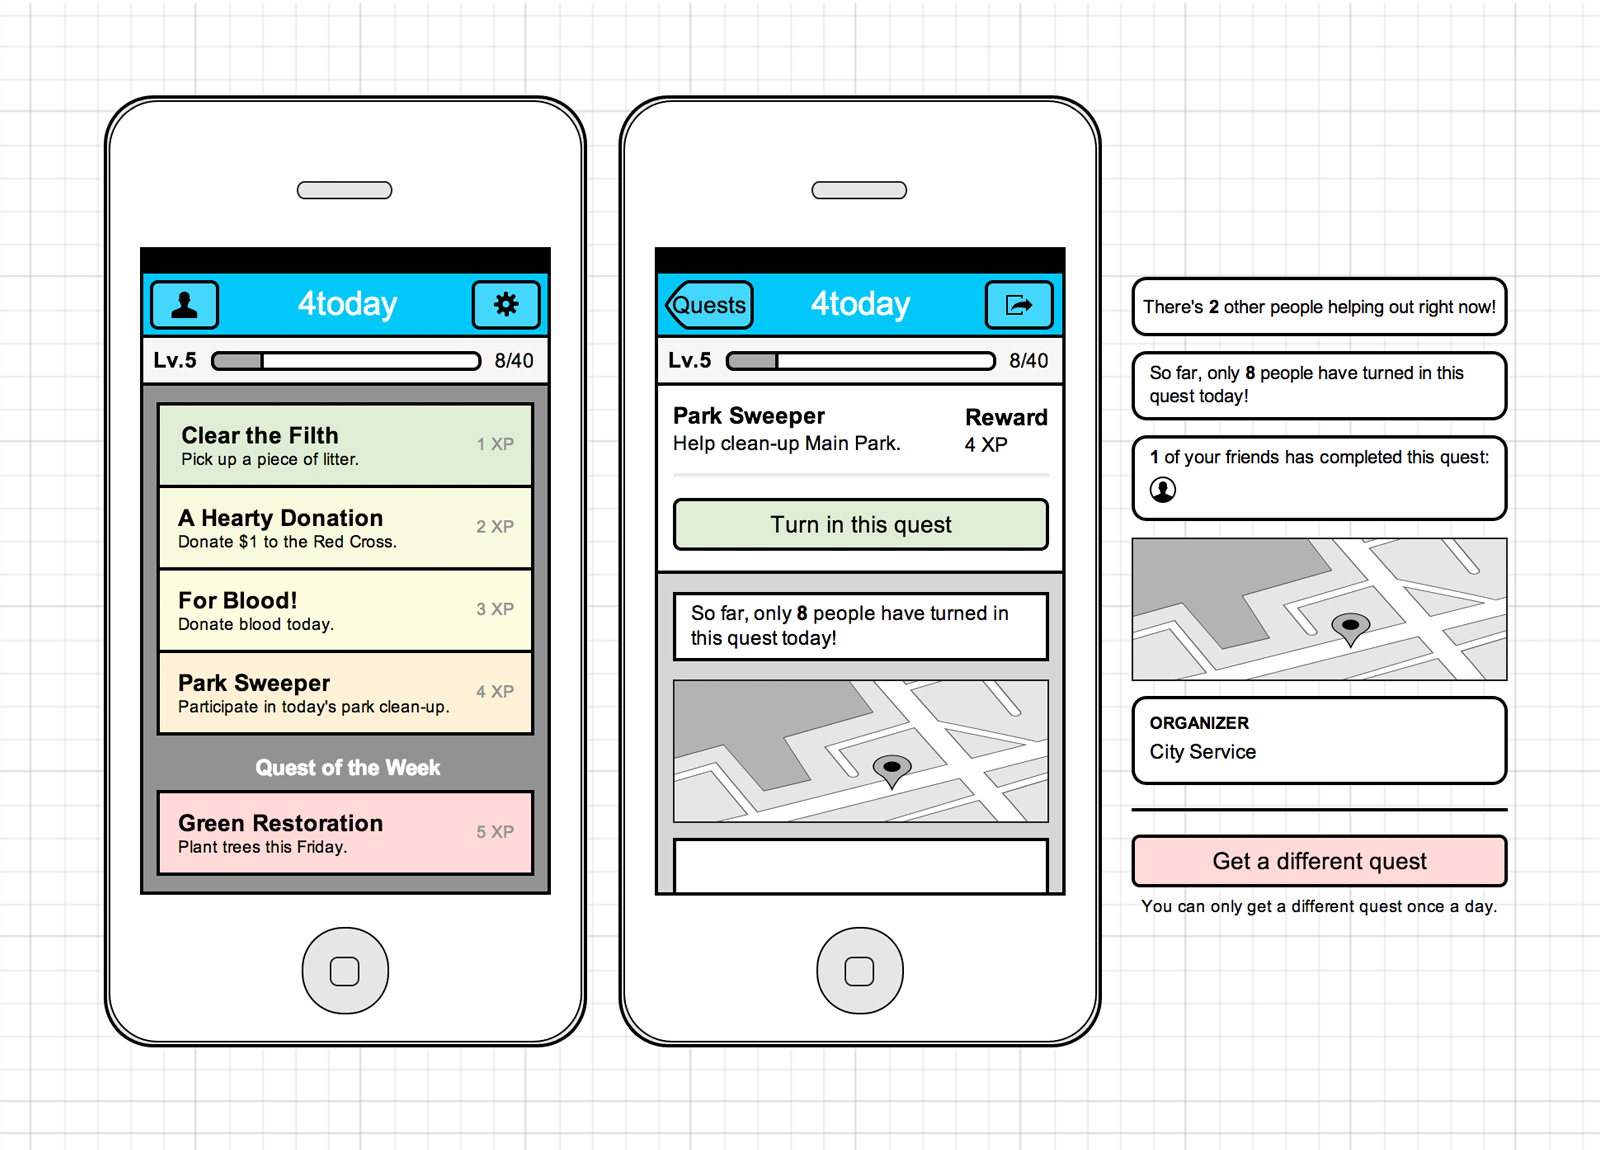 4today
Lv.5 8/40
Clear the Filth 1 XP
Pick up a piece of litter.
A Hearty Donation 2 XP
Donate $1 to the Red Cross.
For Blood! 3 XP
Donate blood today.
Park Sweeper 4 XP
Participate in today's park clean-up.
Quest of the Week
Green Restoration 5 XP
Plant trees this Friday.
Quests 4today
Lv.5 8/40
Park Sweeper Reward
Help clean-up Main Park. 4 XP
Turn in this quest
So far, only 8 people have turned in
this quest today!
There's 2 other people helping out right now!
So far, only 8 people have turned in this
quest today!
1 of your friends has completed this quest:
ORGANIZER
City Service
Get a different quest
You can only get a different quest once a day.